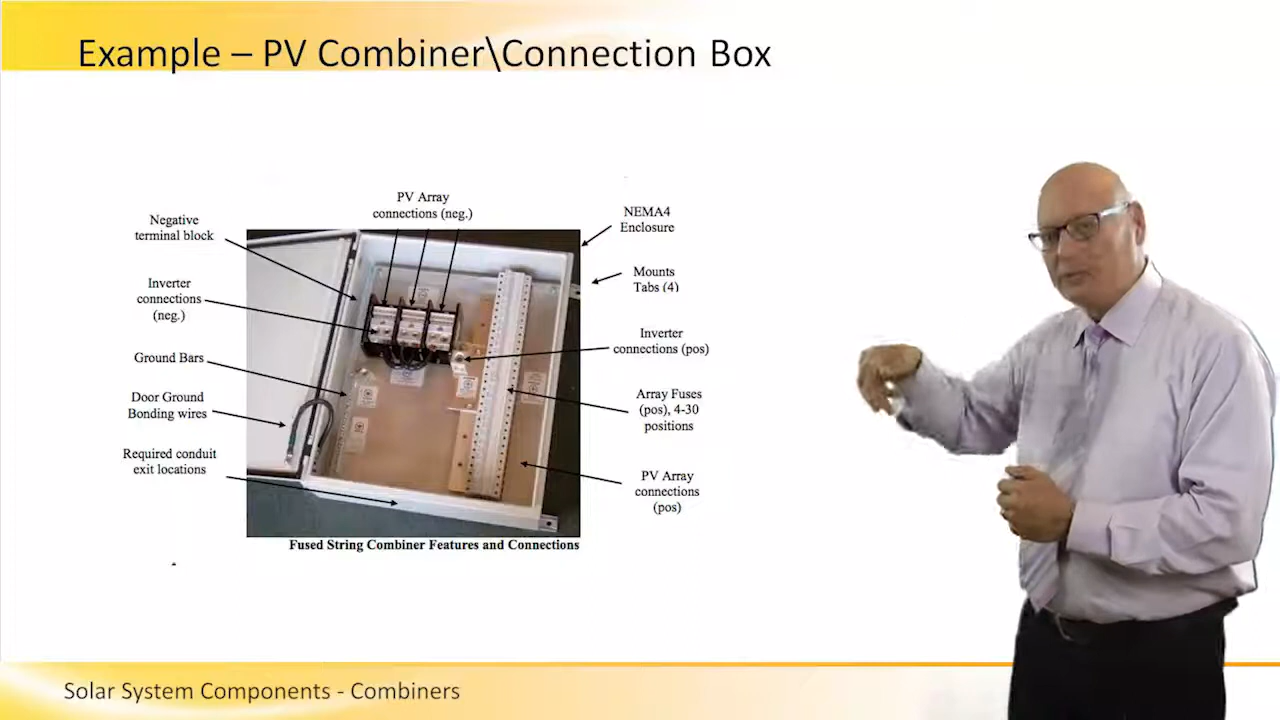 Example – PV Combiner\Connection Box
PV Array
connections (neg.)
Negative
terminal block
NEMA4
Enclosure
Inverter
connections
(neg.)
Mounts
Tabs (4)
Inverter
connections (pos)
Ground Bars
Door Ground
Bonding wires
Array Fuses
(pos), 4-30
positions
Required conduit
exit locations
PV Array
connections
(pos)
Fused String Combiner Features and Connections
Solar System Components - Combiners